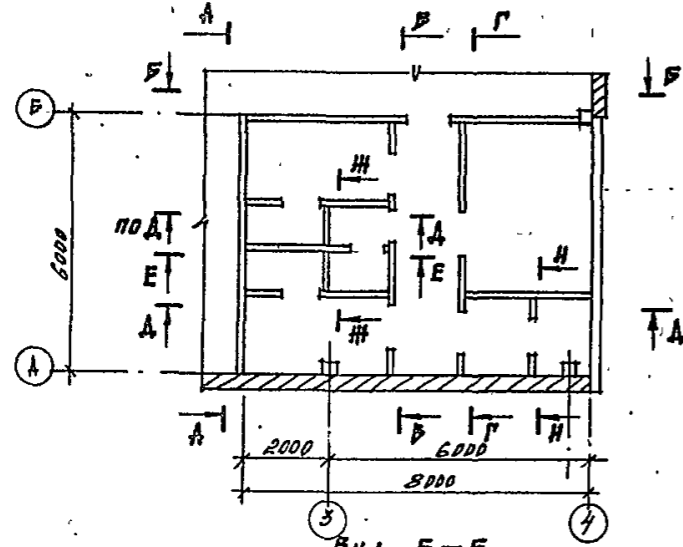 А В Г
Б Б
Б
Ж
6000
по Д Д
Е Е Н
Д Ж Д
А
А В Г Н
2000 6000
8000
3 4
Б-Б